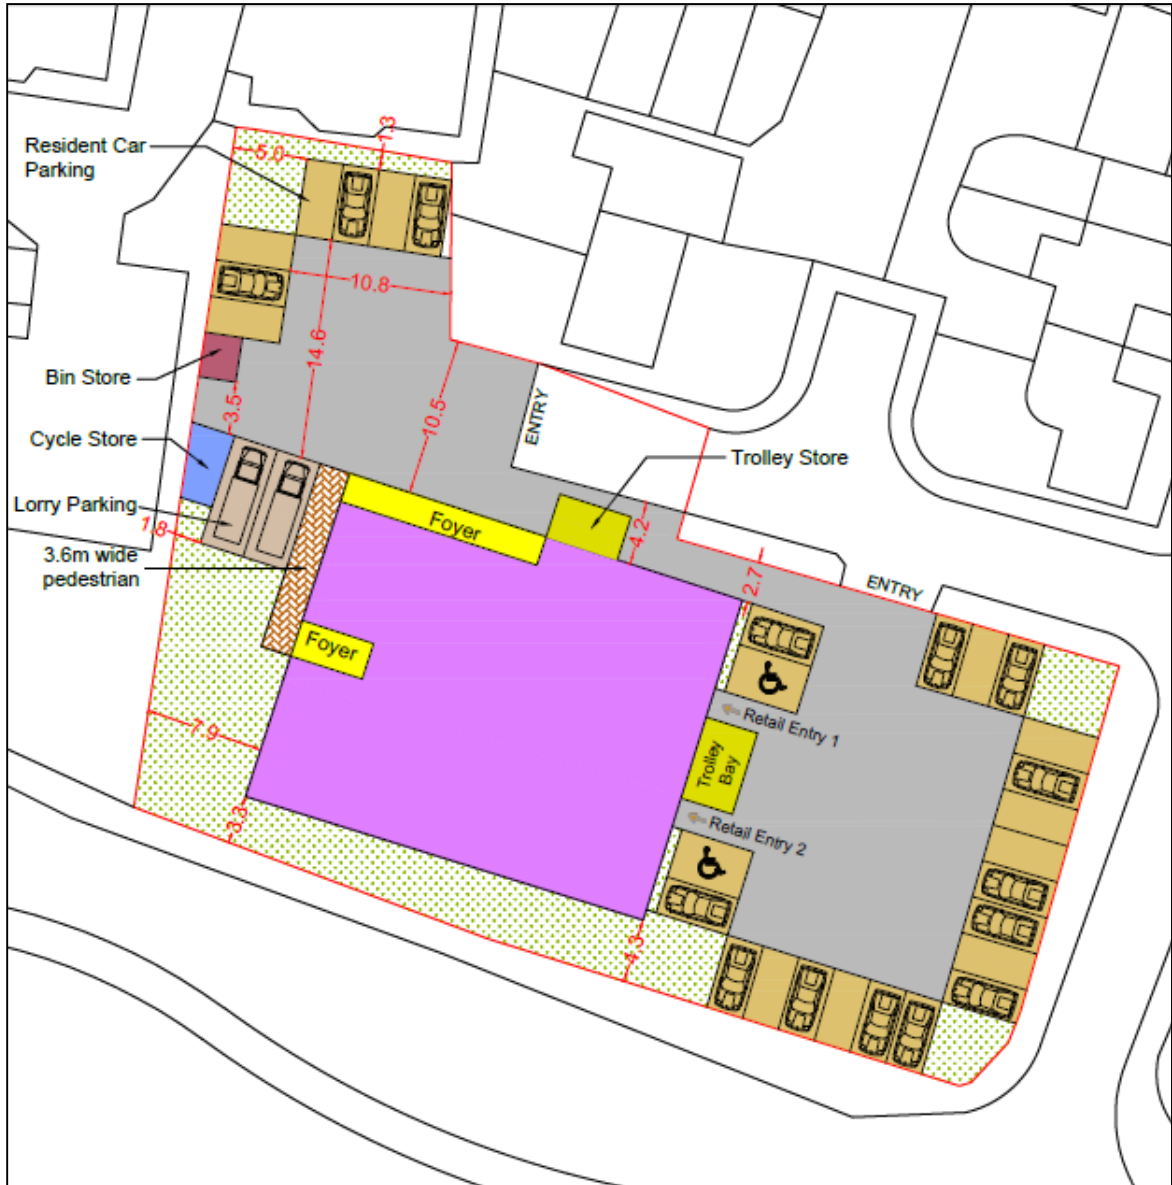 Resident Car
Parking
5.0
1.3
10.8
14.6
Bin Store
3.5
10.5
ENTRY
Cycle Store
Trolley Store
Lorry Parking
Foyer
4.2
1.8
3.6m wide
pedestrian
2.7
ENTRY
Foyer
Retail Entry 1
7.9
Trolley
Bay
3.3
Retail Entry 2
4.3